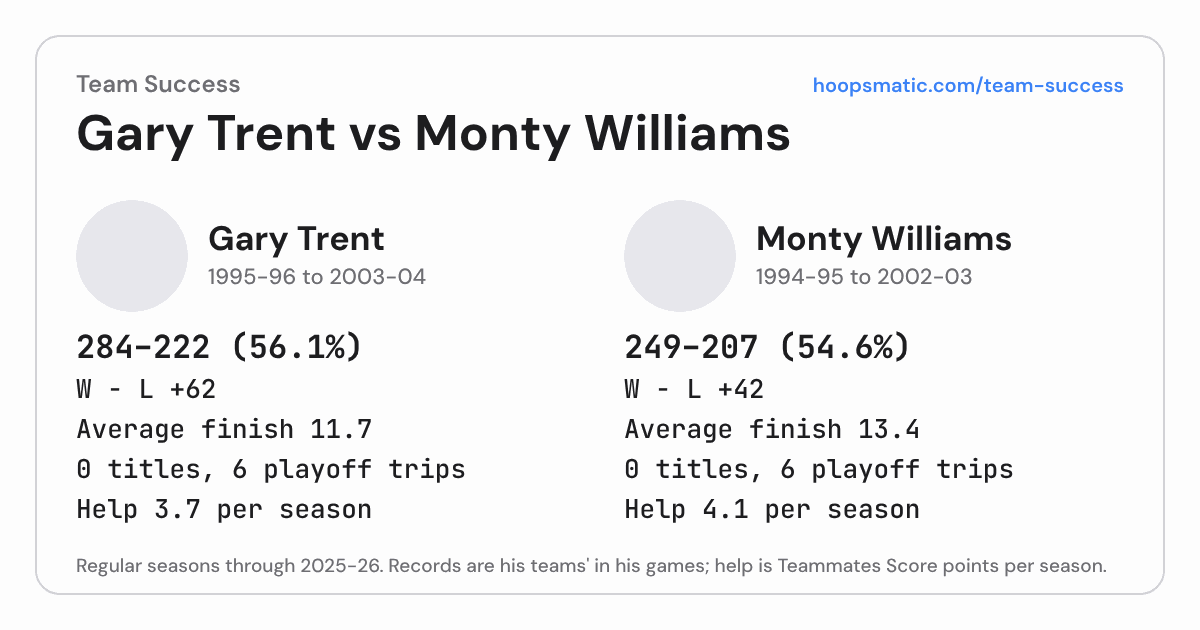 Team Success
hoopsmatic.com/team-success
Gary Trent vs Monty Williams
Gary Trent
1995-96 to 2003-04
284-222 (56.1%)
W - L +62
Average finish 11.7
0 titles, 6 playoff trips
Help 3.7 per season
Monty Williams
1994-95 to 2002-03
249-207 (54.6%)
W - L +42
Average finish 13.4
0 titles, 6 playoff trips
Help 4.1 per season
Regular seasons through 2025-26. Records are his teams' in his games; help is Teammates Score points per season.